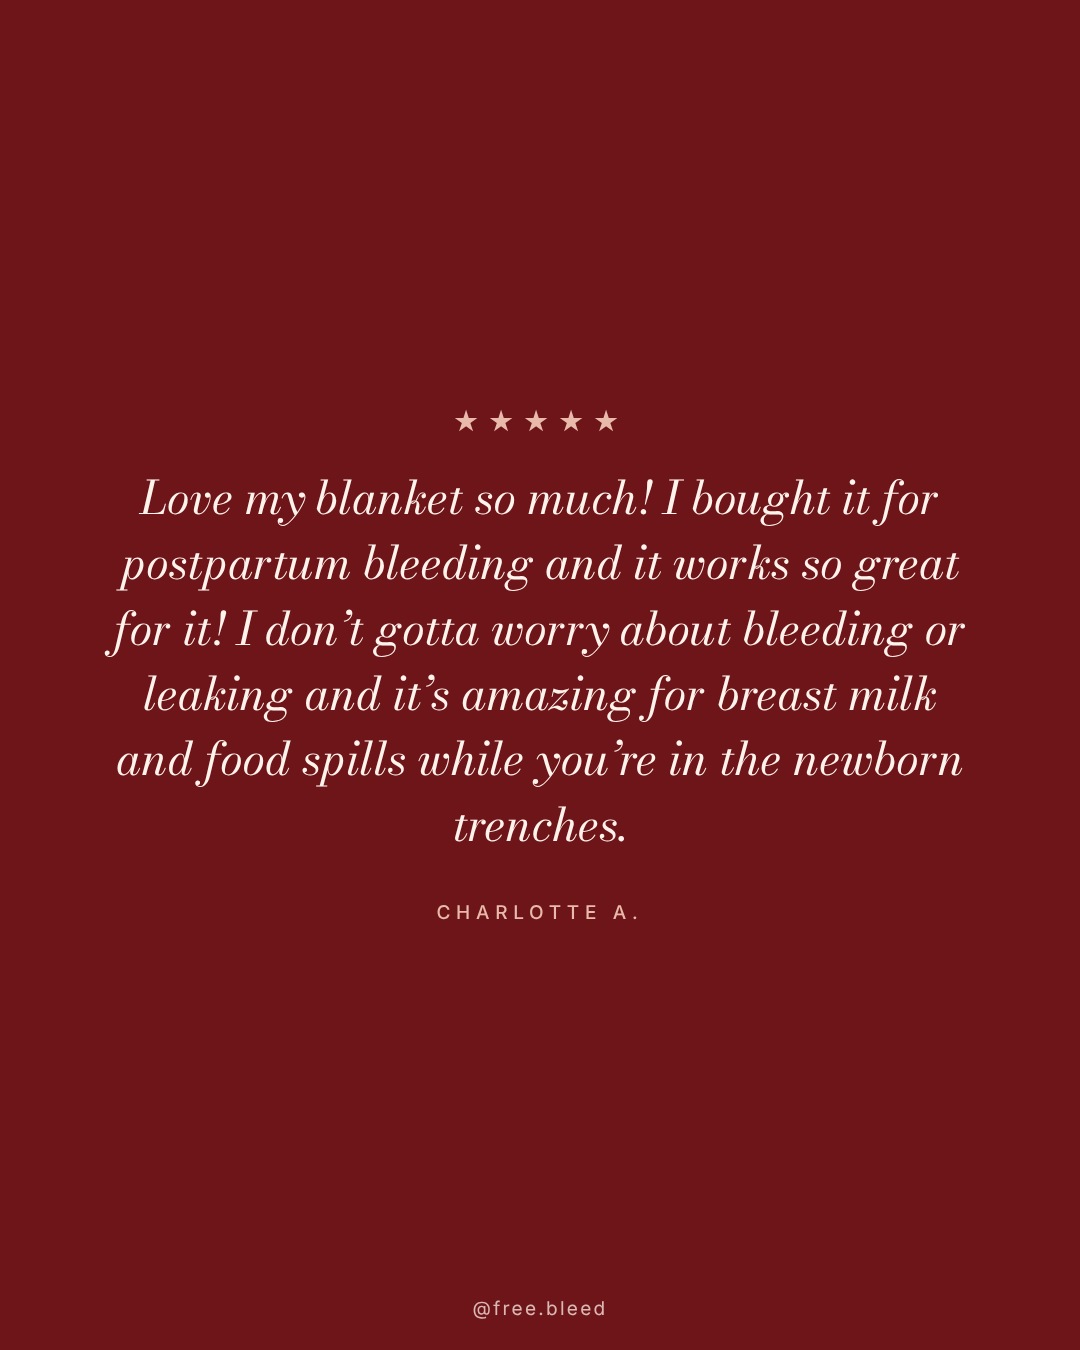 ★ ★ ★ ★ ★
Love my blanket so much! I bought it for
postpartum bleeding and it works so great
for it! I don’t gotta worry about bleeding or
leaking and it’s amazing for breast milk
and food spills while you’re in the newborn
trenches.
CHARLOTTE A.
@free.bleed